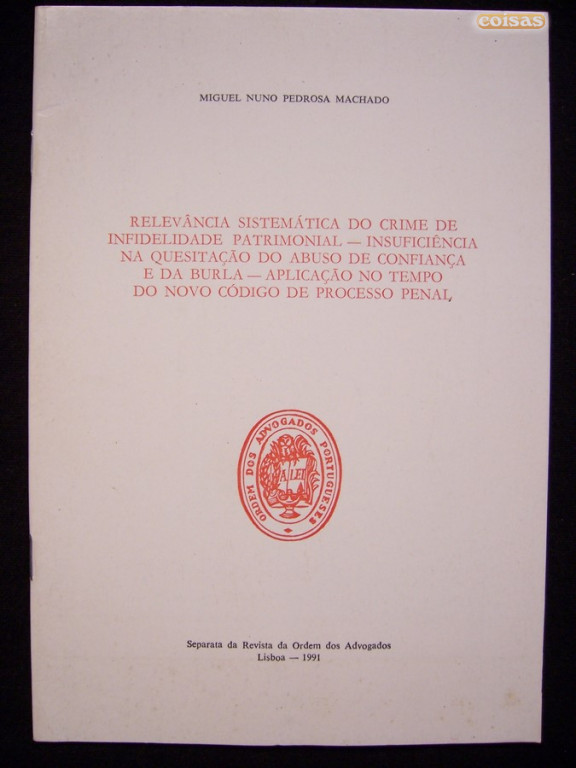 coisas
MIGUEL NUNO PEDROSA MACHADO
RELEVÂNCIA SISTEMÁTICA DO CRIME DE
INFIDELIDADE PATRIMONIAL — INSUFICIÊNCIA
NA QUESITAÇÃO DO ABUSO DE CONFIANÇA
E DA BURLA — APLICAÇÃO NO TEMPO
DO NOVO CÓDIGO DE PROCESSO PENAL
ORDEM DOS ADVOGADOS PORTUGUESES
A LEI
Separata da Revista da Ordem dos Advogados
Lisboa — 1991